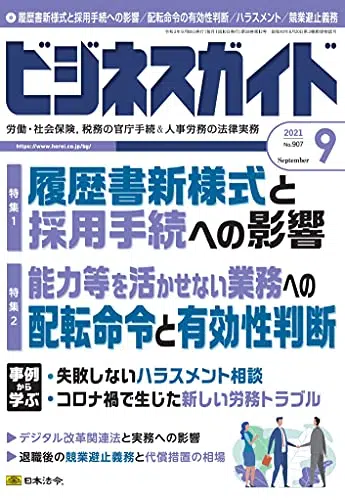 ●履歴書新様式と採用手続への影響/配転命令の有効性判断/ハラスメント/競業避止義務
ビジネスガイド
労働・社会保険,税務の官庁手続&人事労務の法律実務
https://www.horei.co.jp/bg/
2021
No.907
9
September
特集1
履歴書新様式と
採用手続への影響
特集2
能力等を活かせない業務への
配転命令と有効性判断
事例から学ぶ
・失敗しないハラスメント相談
・コロナ禍で生じた新しい労務トラブル
▶デジタル改革関連法と実務への影響
▶退職後の競業避止義務と代償措置の相場
日本法令